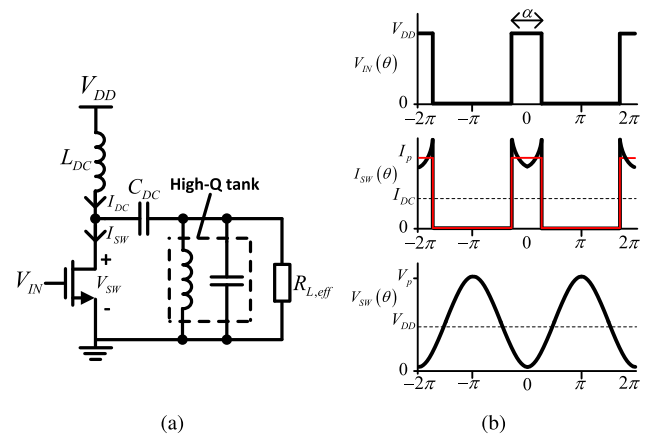 (a)
V_DD
L_DC
I_DC
C_DC
High-Q tank
I_SW
V_IN
+
V_SW
-
R_L,eff
(b)
α
V_DD
V_IN(θ)
0
−2π −π 0 π 2π
I_p
I_SW(θ)
I_DC
0
−2π −π 0 π 2π
V_p
V_SW(θ)
V_DD
0
−2π −π 0 π 2π
(a)
(b)